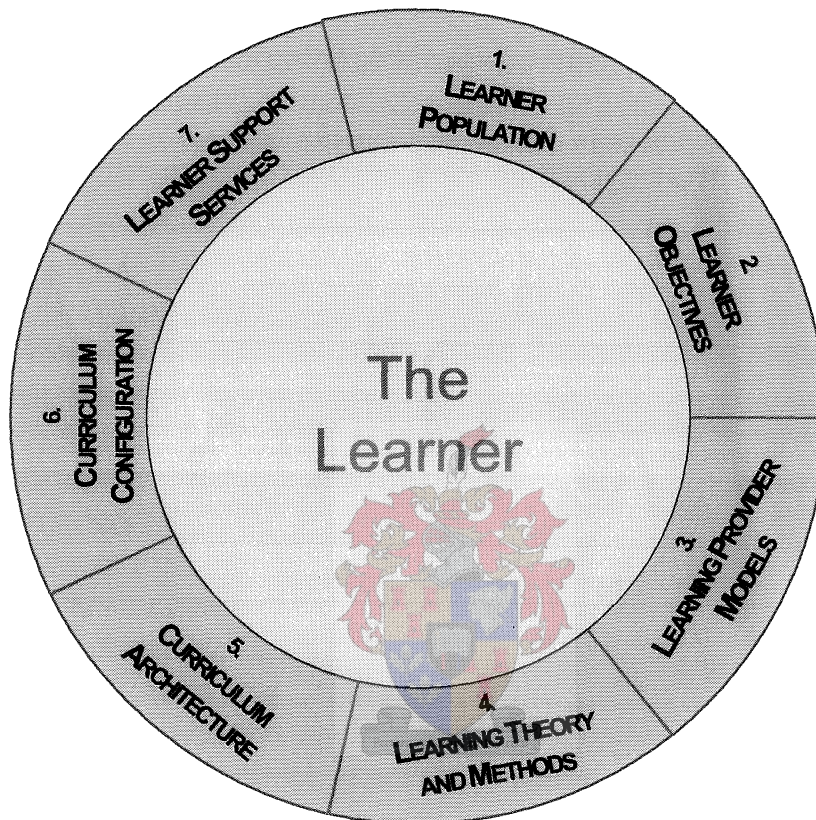 1.
LEARNER
POPULATION
2.
LEARNER
OBJECTIVES
3.
LEARNING PROVIDER
MODELS
4.
LEARNING THEORY
AND METHODS
5.
CURRICULUM
ARCHITECTURE
6.
CURRICULUM
CONFIGURATION
7.
LEARNER SUPPORT
SERVICES
The
Learner